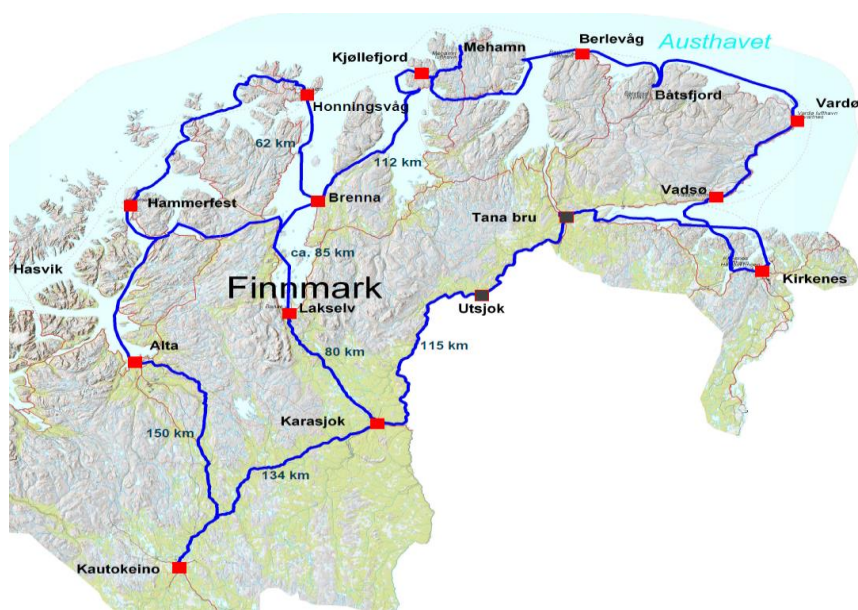 Berlevåg
Austhavet
Mehamn
Kjøllefjord
Båtsfjord
Honningsvåg
Vardø
62 km
112 km
Hammerfest
Brenna
Vadsø
Tana bru
ca. 85 km
Hasvik
Kirkenes
Finnmark
Utsjok
Lakselv
Alta
80 km
115 km
Karasjok
150 km
134 km
Kautokeino